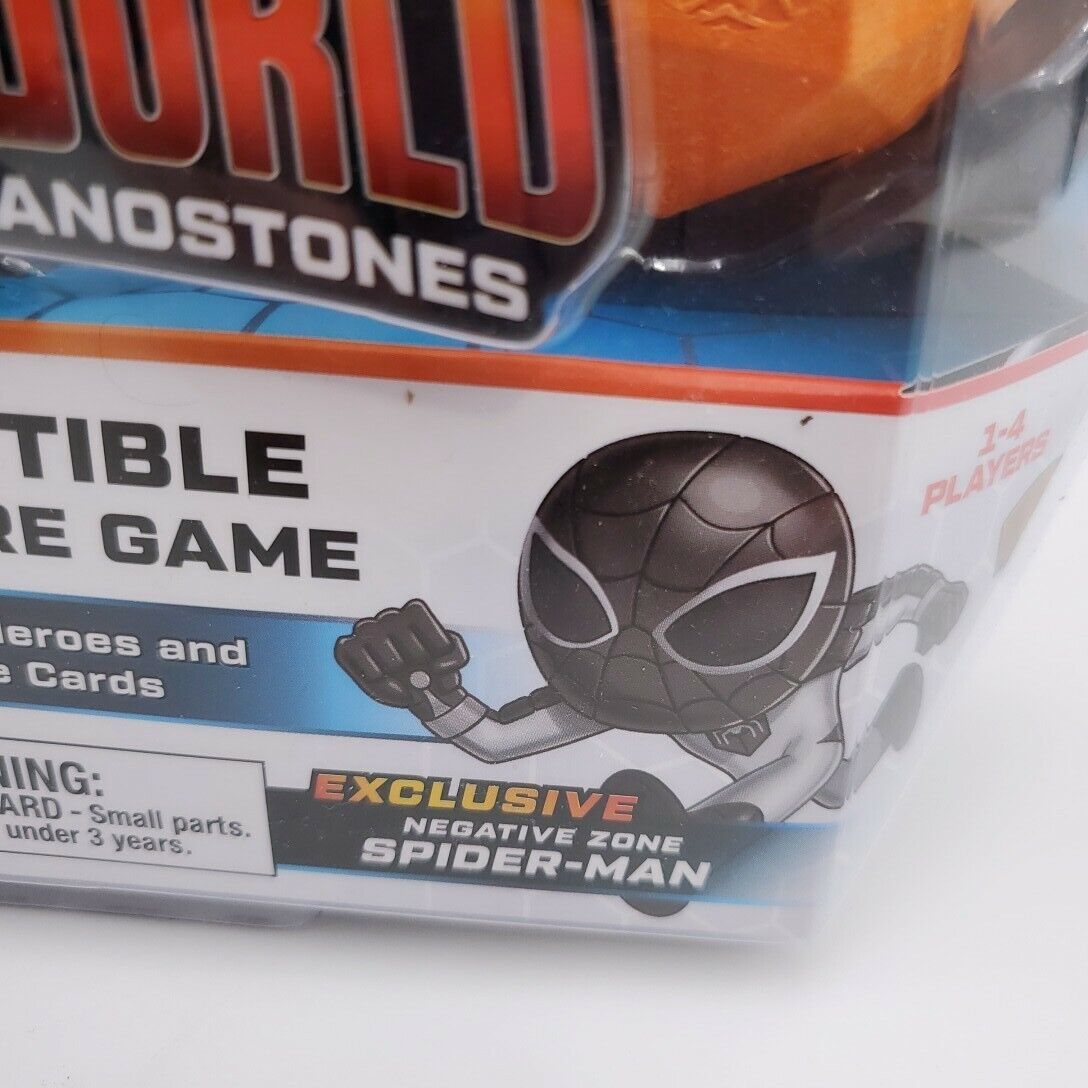 ORLD
ANOSTONES
TIBLE
RE GAME
1-4
PLAYERS
eroes and
e Cards
NING:
ARD - Small parts.
under 3 years.
EXCLUSIVE
NEGATIVE ZONE
SPIDER-MAN